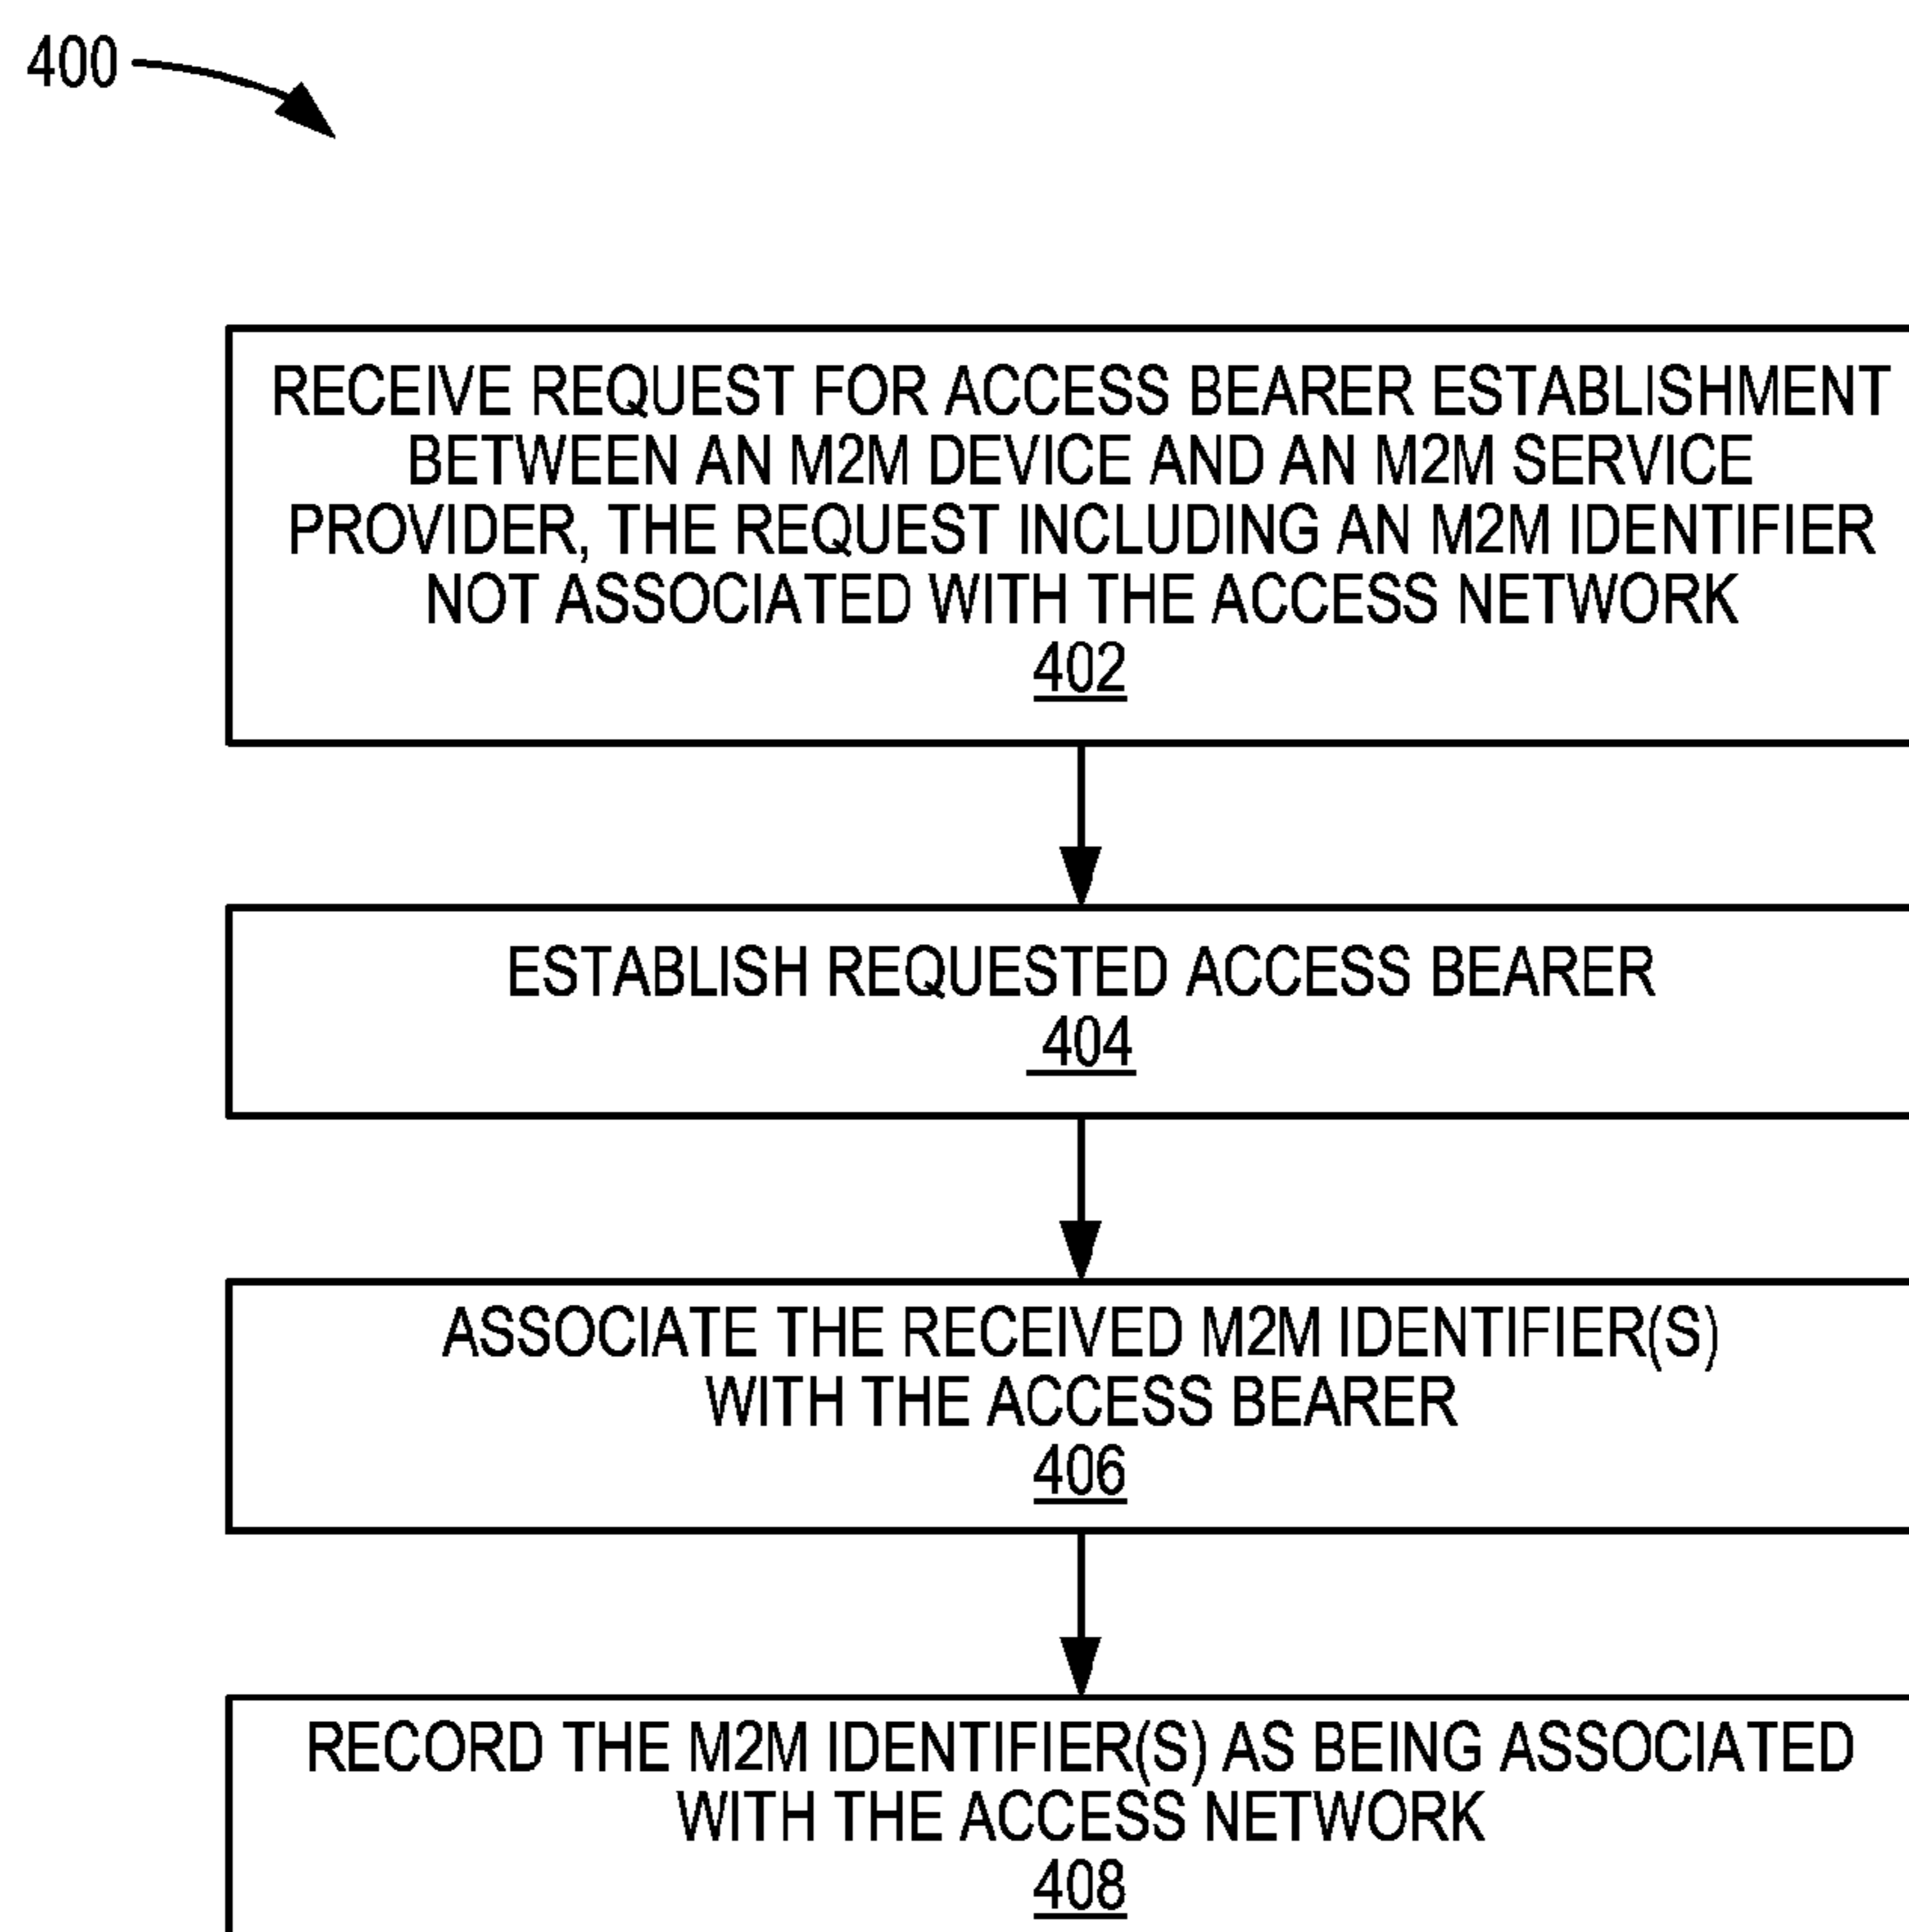 400
RECEIVE REQUEST FOR ACCESS BEARER ESTABLISHMENT
BETWEEN AN M2M DEVICE AND AN M2M SERVICE
PROVIDER, THE REQUEST INCLUDING AN M2M IDENTIFIER
NOT ASSOCIATED WITH THE ACCESS NETWORK
402
ESTABLISH REQUESTED ACCESS BEARER
404
ASSOCIATE THE RECEIVED M2M IDENTIFIER(S)
WITH THE ACCESS BEARER
406
RECORD THE M2M IDENTIFIER(S) AS BEING ASSOCIATED
WITH THE ACCESS NETWORK
408